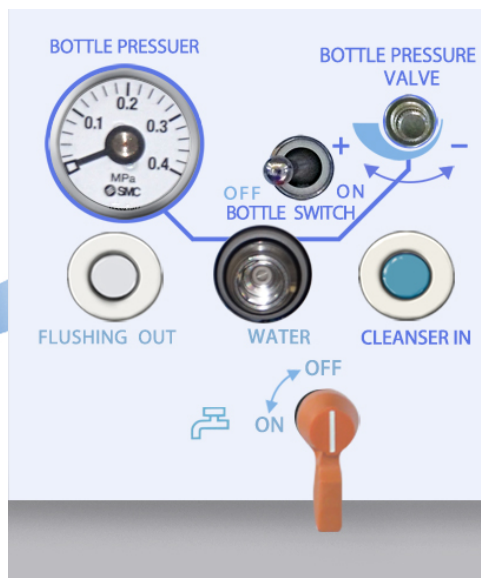 BOTTLE PRESSUER
BOTTLE PRESSURE
VALVE
0.1
0.2
0.3
0.4
MPa
SMC
+
−
OFF
ON
BOTTLE SWITCH
FLUSHING OUT
WATER
CLEANSER IN
OFF
ON